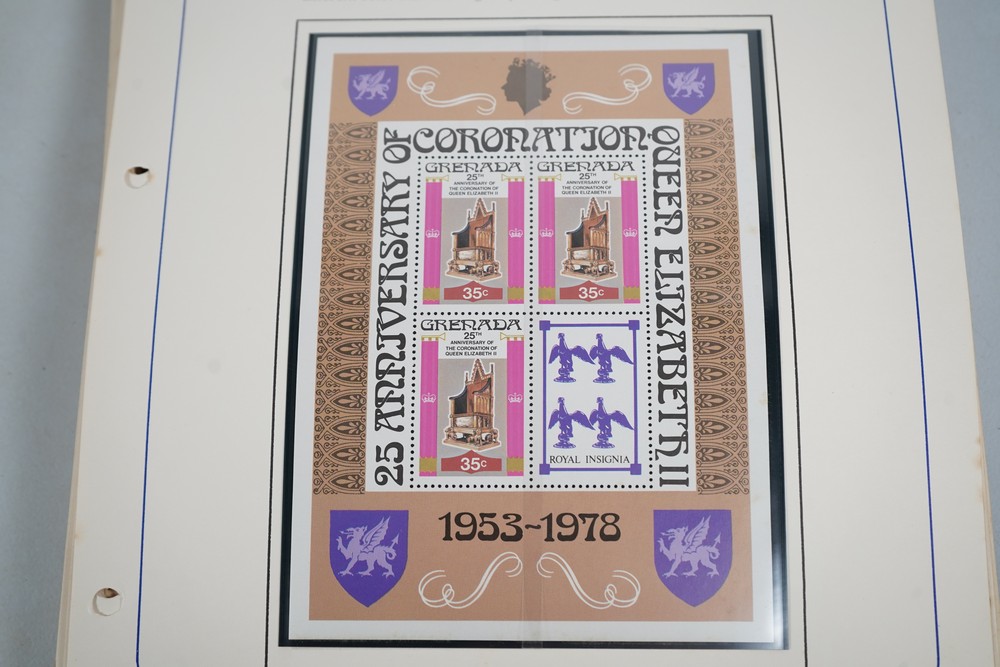 25 ANNIVERSARY OF CORONATION · QUEEN ELIZABETH II
GRENADA
25TH
ANNIVERSARY OF
THE CORONATION OF
QUEEN ELIZABETH II
35c
GRENADA
25TH
ANNIVERSARY OF
THE CORONATION OF
QUEEN ELIZABETH II
35c
GRENADA
25TH
ANNIVERSARY OF
THE CORONATION OF
QUEEN ELIZABETH II
35c
ROYAL INSIGNIA
1953~1978